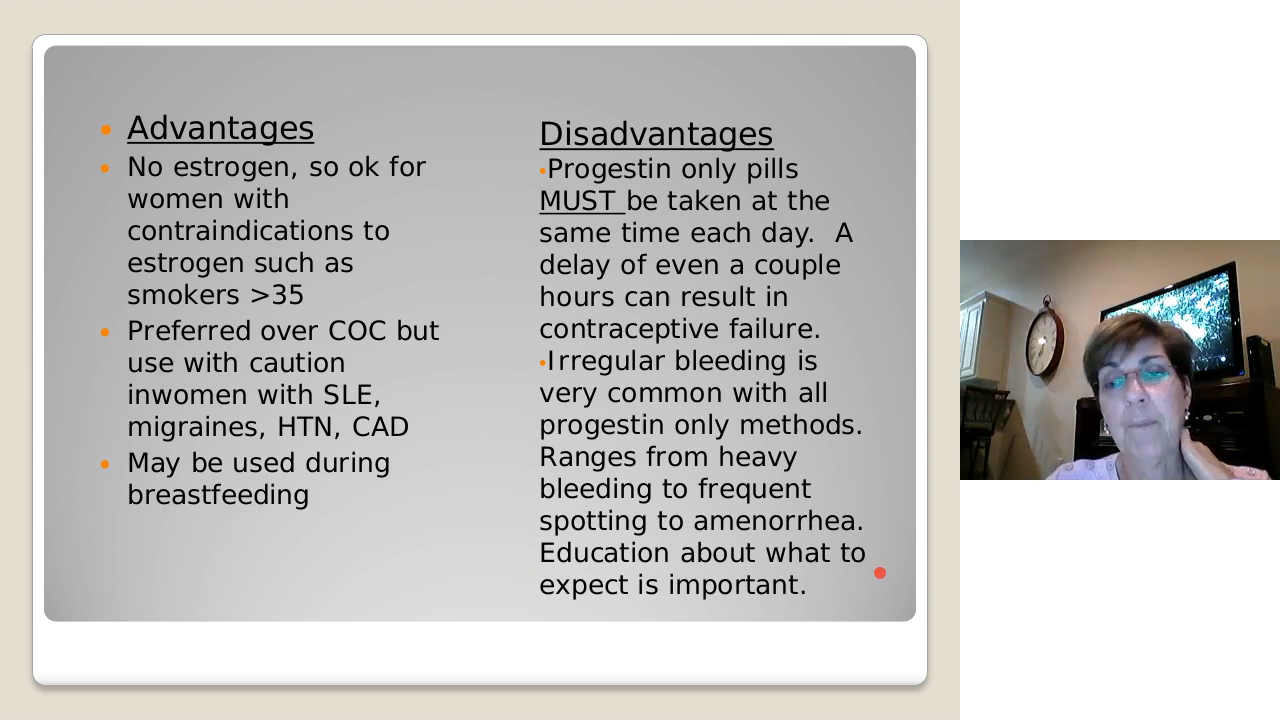 Advantages
No estrogen, so ok for
women with
contraindications to
estrogen such as
smokers >35
Preferred over COC but
use with caution
inwomen with SLE,
migraines, HTN, CAD
May be used during
breastfeeding
Disadvantages
Progestin only pills
MUST be taken at the
same time each day.  A
delay of even a couple
hours can result in
contraceptive failure.
Irregular bleeding is
very common with all
progestin only methods.
Ranges from heavy
bleeding to frequent
spotting to amenorrhea.
Education about what to
expect is important.